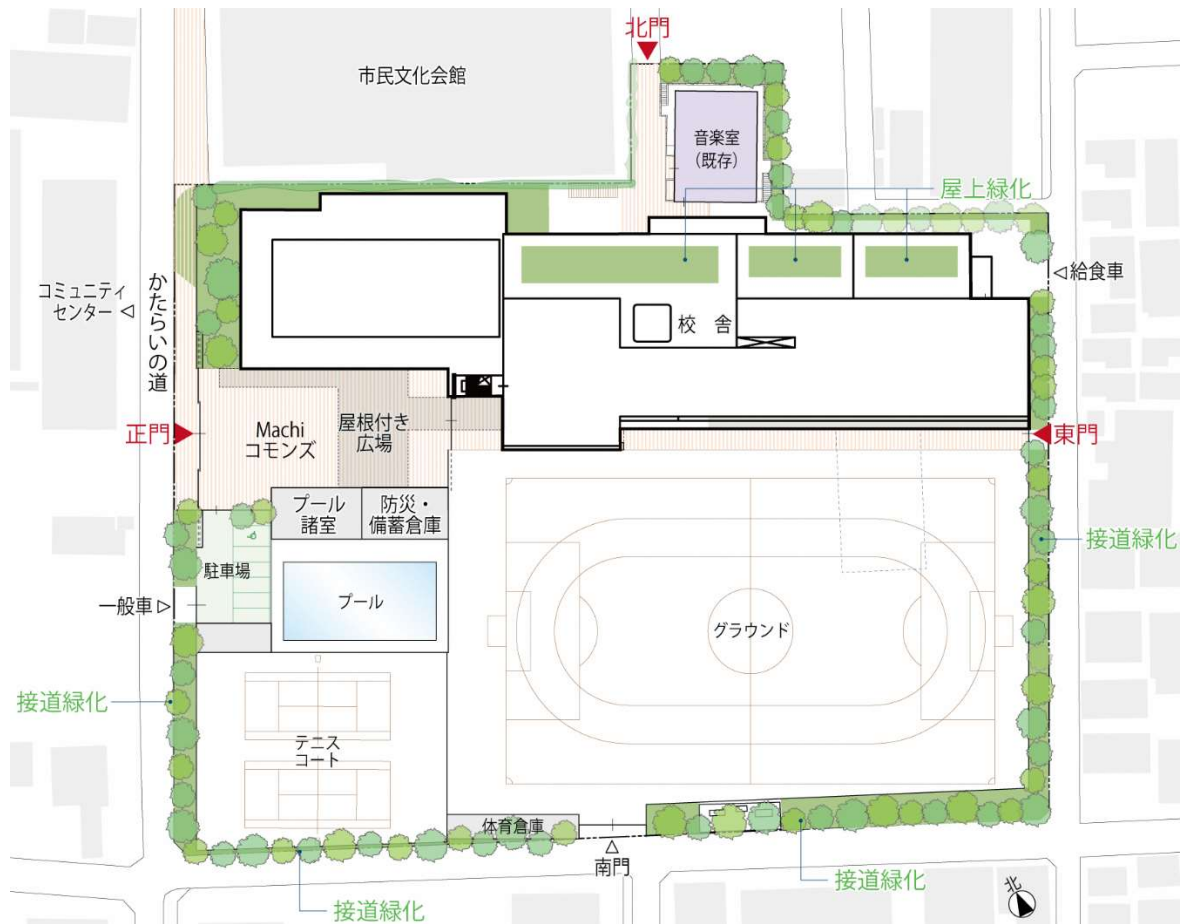 北門
市民文化会館
音楽室
（既存）
屋上緑化
コミュニティ
センター
かたらいの道
給食車
校 舎
正門
Machi
コモンズ
屋根付き
広場
東門
プール
諸室
防災・
備蓄倉庫
接道緑化
駐車場
一般車
プール
グラウンド
接道緑化
テニス
コート
体育倉庫
南門
接道緑化
接道緑化
北